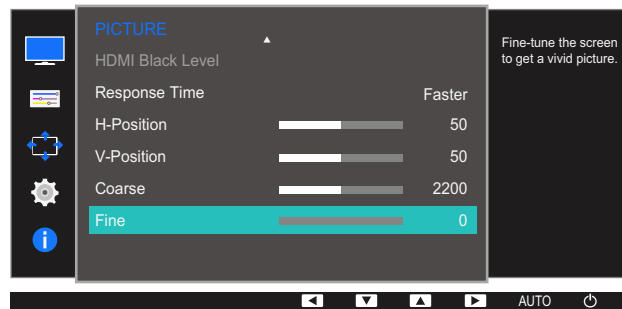 PICTURE
HDMI Black Level
Response Time Faster
H-Position 50
V-Position 50
Coarse 2200
Fine 0
Fine-tune the screen
to get a vivid picture.
AUTO